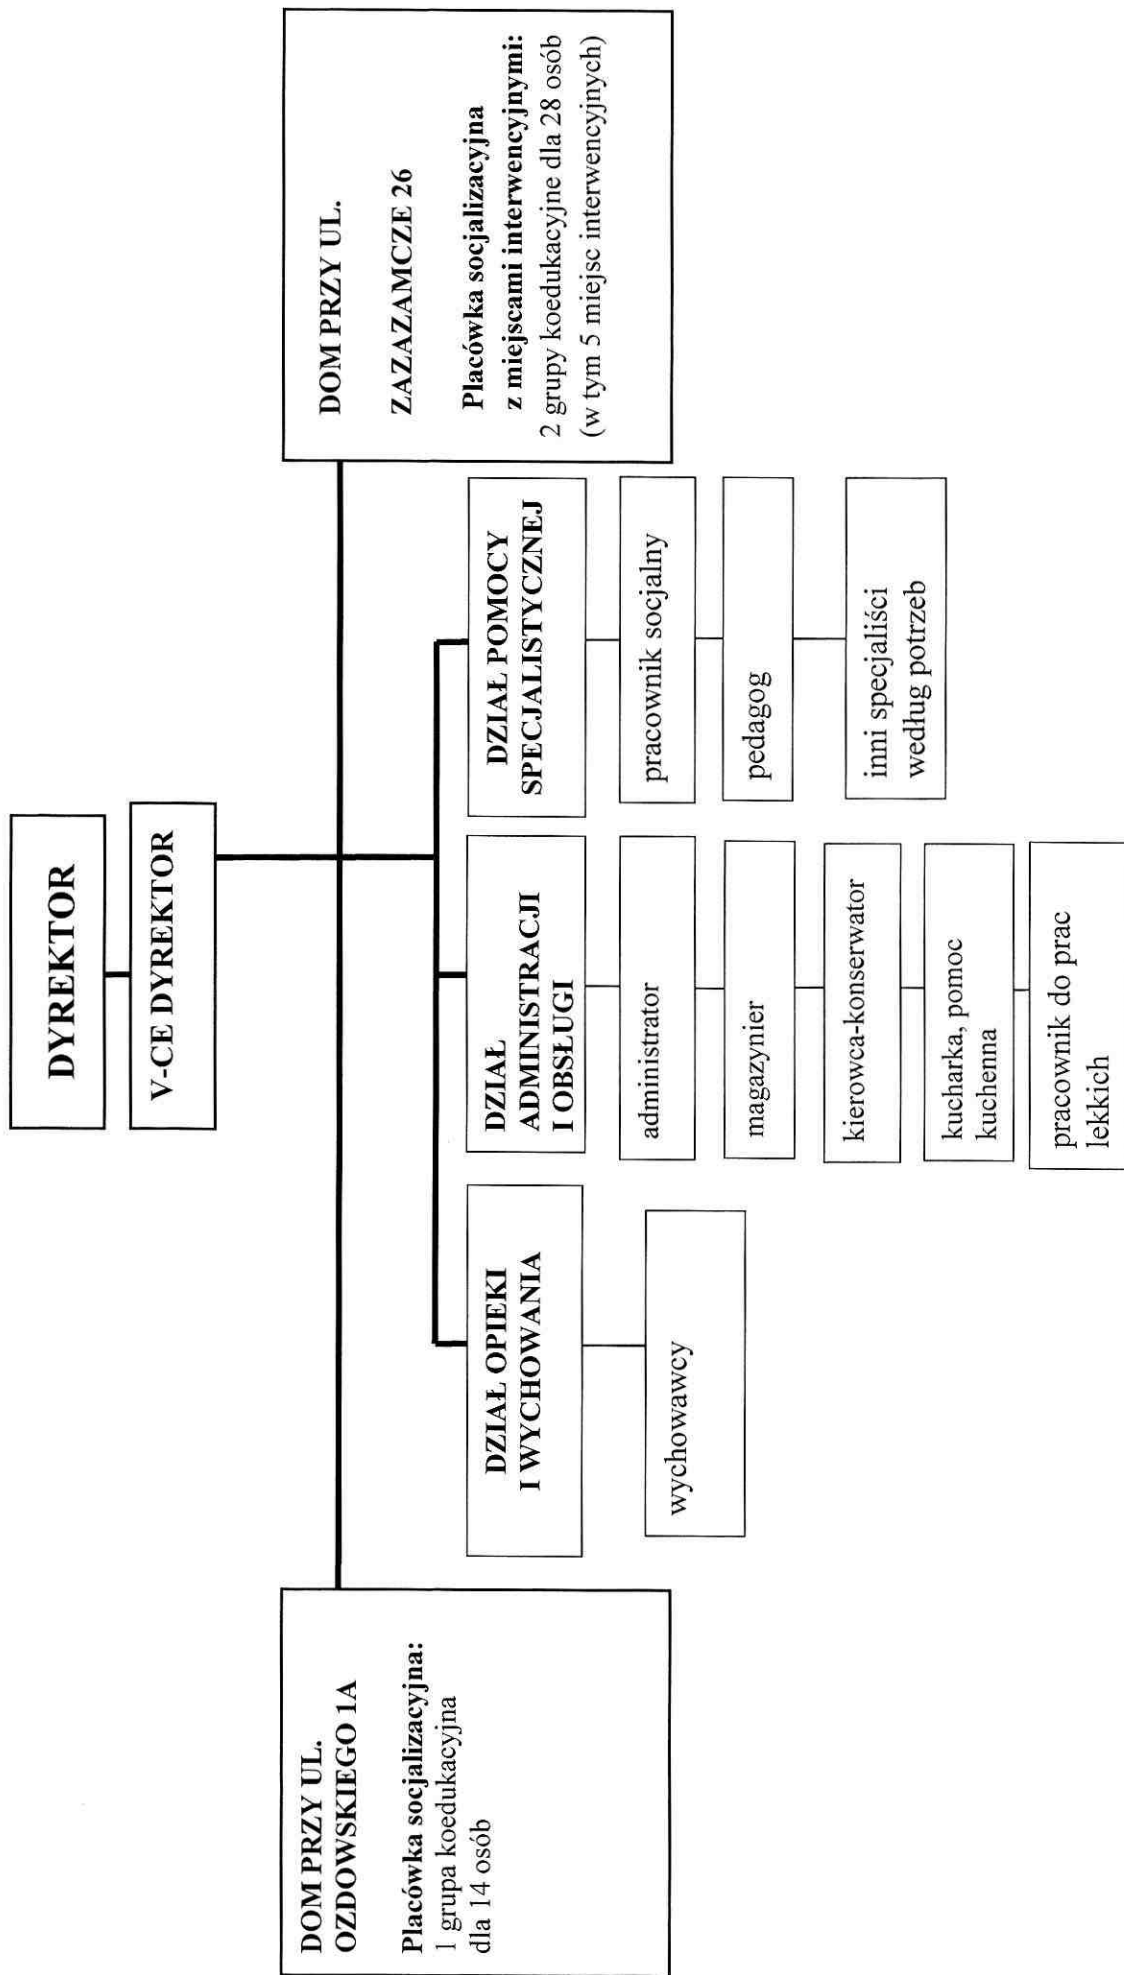 DYREKTOR
V-CE DYREKTOR
DOM PRZY UL.
OZDOWSKIEGO 1A
Placówka socjalizacyjna:
1 grupa koedukacyjna
dla 14 osób
DOM PRZY UL.
ZAZAMCZE 26
Placówka socjalizacyjna
z miejscami interwencyjnymi:
2 grupy koedukacyjne dla 28 osób
(w tym 5 miejsc interwencyjnych)
DZIAŁ OPIEKI
I WYCHOWANIA
wychowawcy
DZIAŁ
ADMINISTRACJI
I OBSŁUGI
administrator
magazynier
kierowca-konserwator
kucharka, pomoc
kuchenna
pracownik do prac
lekkich
DZIAŁ POMOCY
SPECJALISTYCZNEJ
pracownik socjalny
pedagog
inni specjaliści
według potrzeb